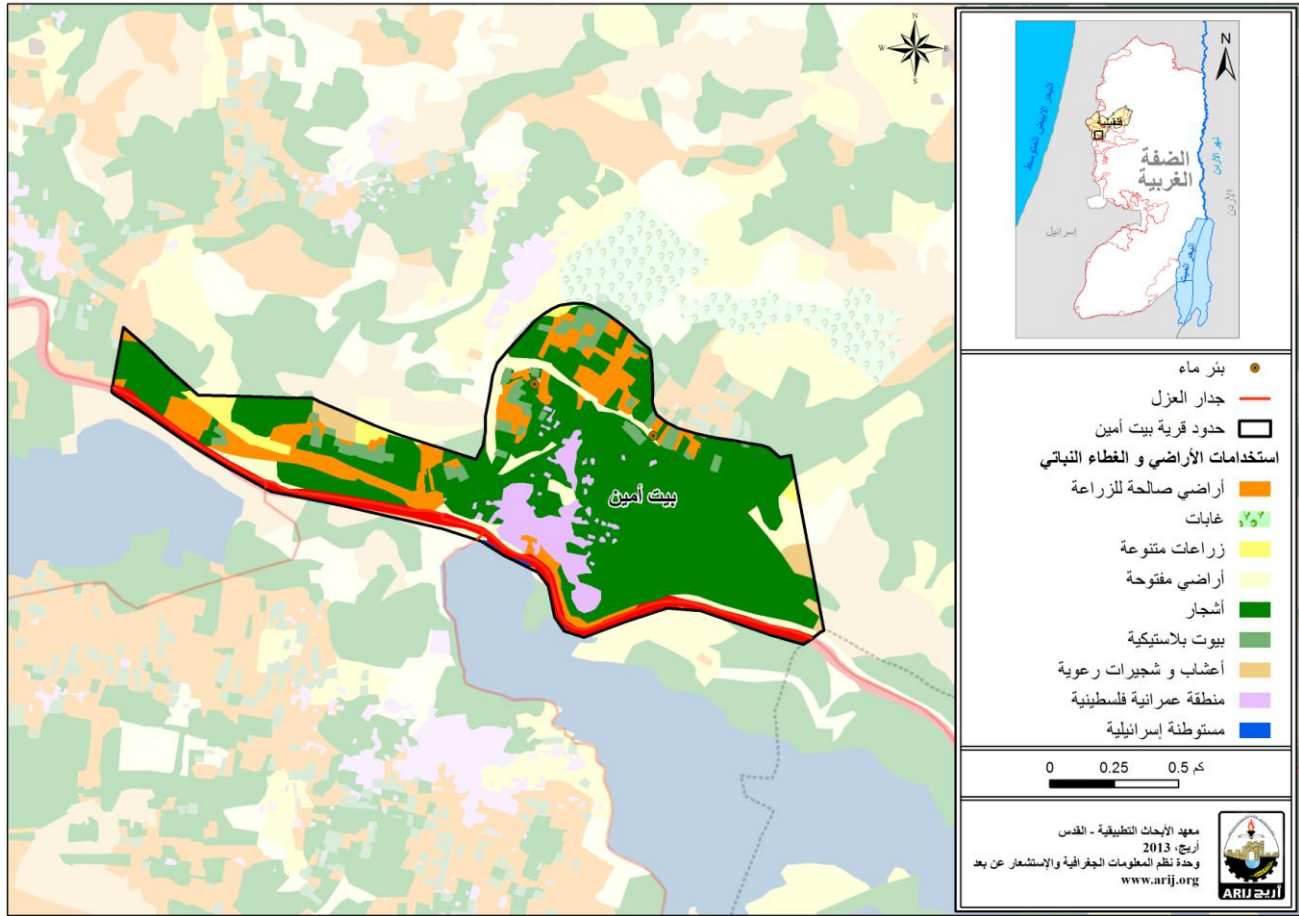 N
W
E
S
بيت أمين
N
البحر الابيض المتوسط
قلقيلية
الضفة
الغربية
نهر الأردن
الأردن
إسرائيل
البحر الميت
بئر ماء
جدار العزل
حدود قرية بيت أمين
استخدامات الأراضي و الغطاء النباتي
أراضي صالحة للزراعة
غابات
زراعات متنوعة
أراضي مفتوحة
أشجار
بيوت بلاستيكية
أعشاب و شجيرات رعوية
منطقة عمرانية فلسطينية
مستوطنة إسرائيلية
0 0.25 0.5 كم
معهد الأبحاث التطبيقية - القدس
أريج، 2013
وحدة نظم المعلومات الجغرافية والإستشعار عن بعد
www.arij.org
ARIJ أريج